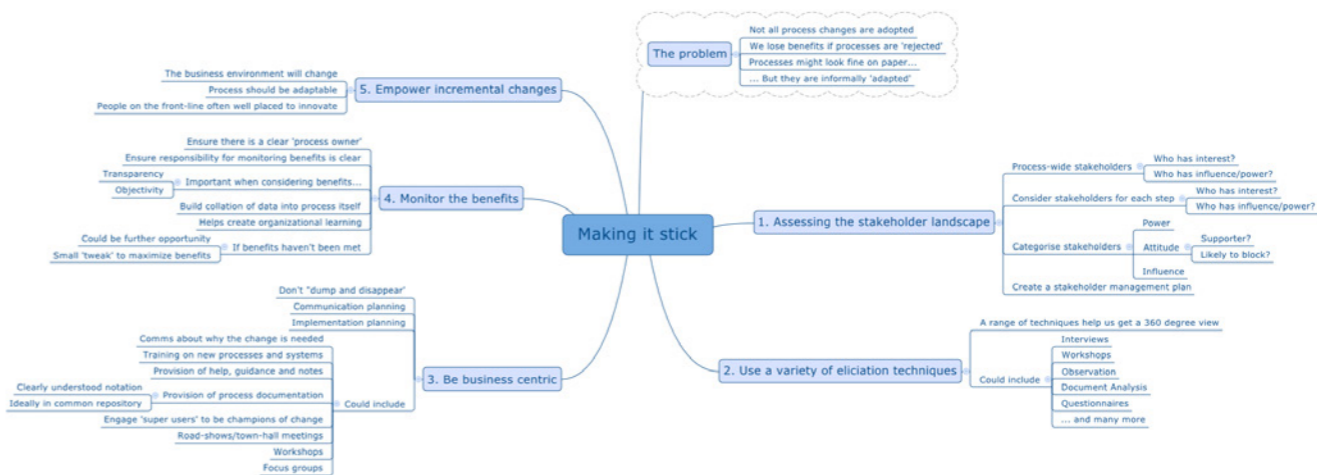 Making it stick
The problem
Not all process changes are adopted
We lose benefits if processes are 'rejected'
Processes might look fine on paper...
... But they are informally 'adapted'
1. Assessing the stakeholder landscape
Process-wide stakeholders
Who has interest?
Who has influence/power?
Consider stakeholders for each step
Who has interest?
Who has influence/power?
Categorise stakeholders
Power
Attitude
Supporter?
Likely to block?
Influence
Create a stakeholder management plan
2. Use a variety of eliciation techniques
A range of techniques help us get a 360 degree view
Could include
Interviews
Workshops
Observation
Document Analysis
Questionnaires
... and many more
3. Be business centric
Don't "dump and disappear'
Communication planning
Implementation planning
Could include
Comms about why the change is needed
Training on new processes and systems
Provision of help, guidance and notes
Provision of process documentation
Clearly understood notation
Ideally in common repository
Engage 'super users' to be champions of change
Road-shows/town-hall meetings
Workshops
Focus groups
4. Monitor the benefits
Ensure there is a clear 'process owner'
Ensure responsibility for monitoring benefits is clear
Important when considering benefits...
Transparency
Objectivity
Build collation of data into process itself
Helps create organizational learning
If benefits haven't been met
Could be further opportunity
Small 'tweak' to maximize benefits
5. Empower incremental changes
The business environment will change
Process should be adaptable
People on the front-line often well placed to innovate